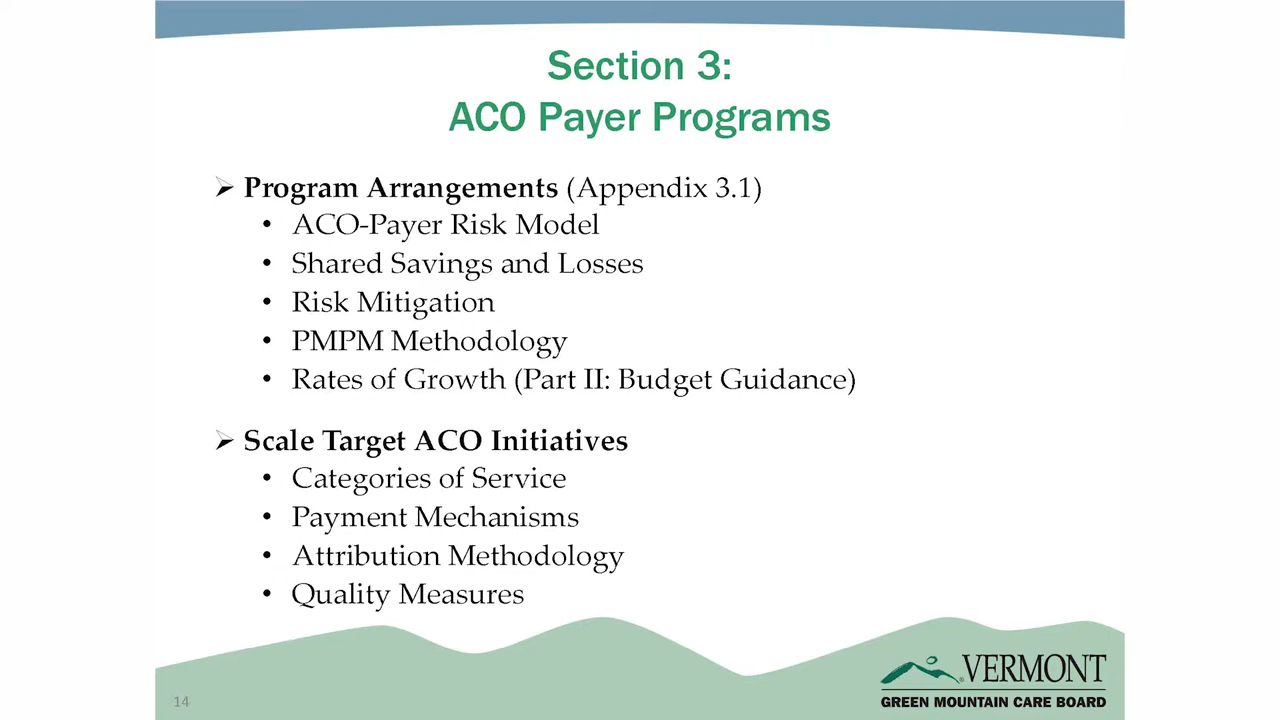 Section 3:
ACO Payer Programs
➢ Program Arrangements (Appendix 3.1)
• ACO-Payer Risk Model
• Shared Savings and Losses
• Risk Mitigation
• PMPM Methodology
• Rates of Growth (Part II: Budget Guidance)
➢ Scale Target ACO Initiatives
• Categories of Service
• Payment Mechanisms
• Attribution Methodology
• Quality Measures
14
VERMONT
GREEN MOUNTAIN CARE BOARD